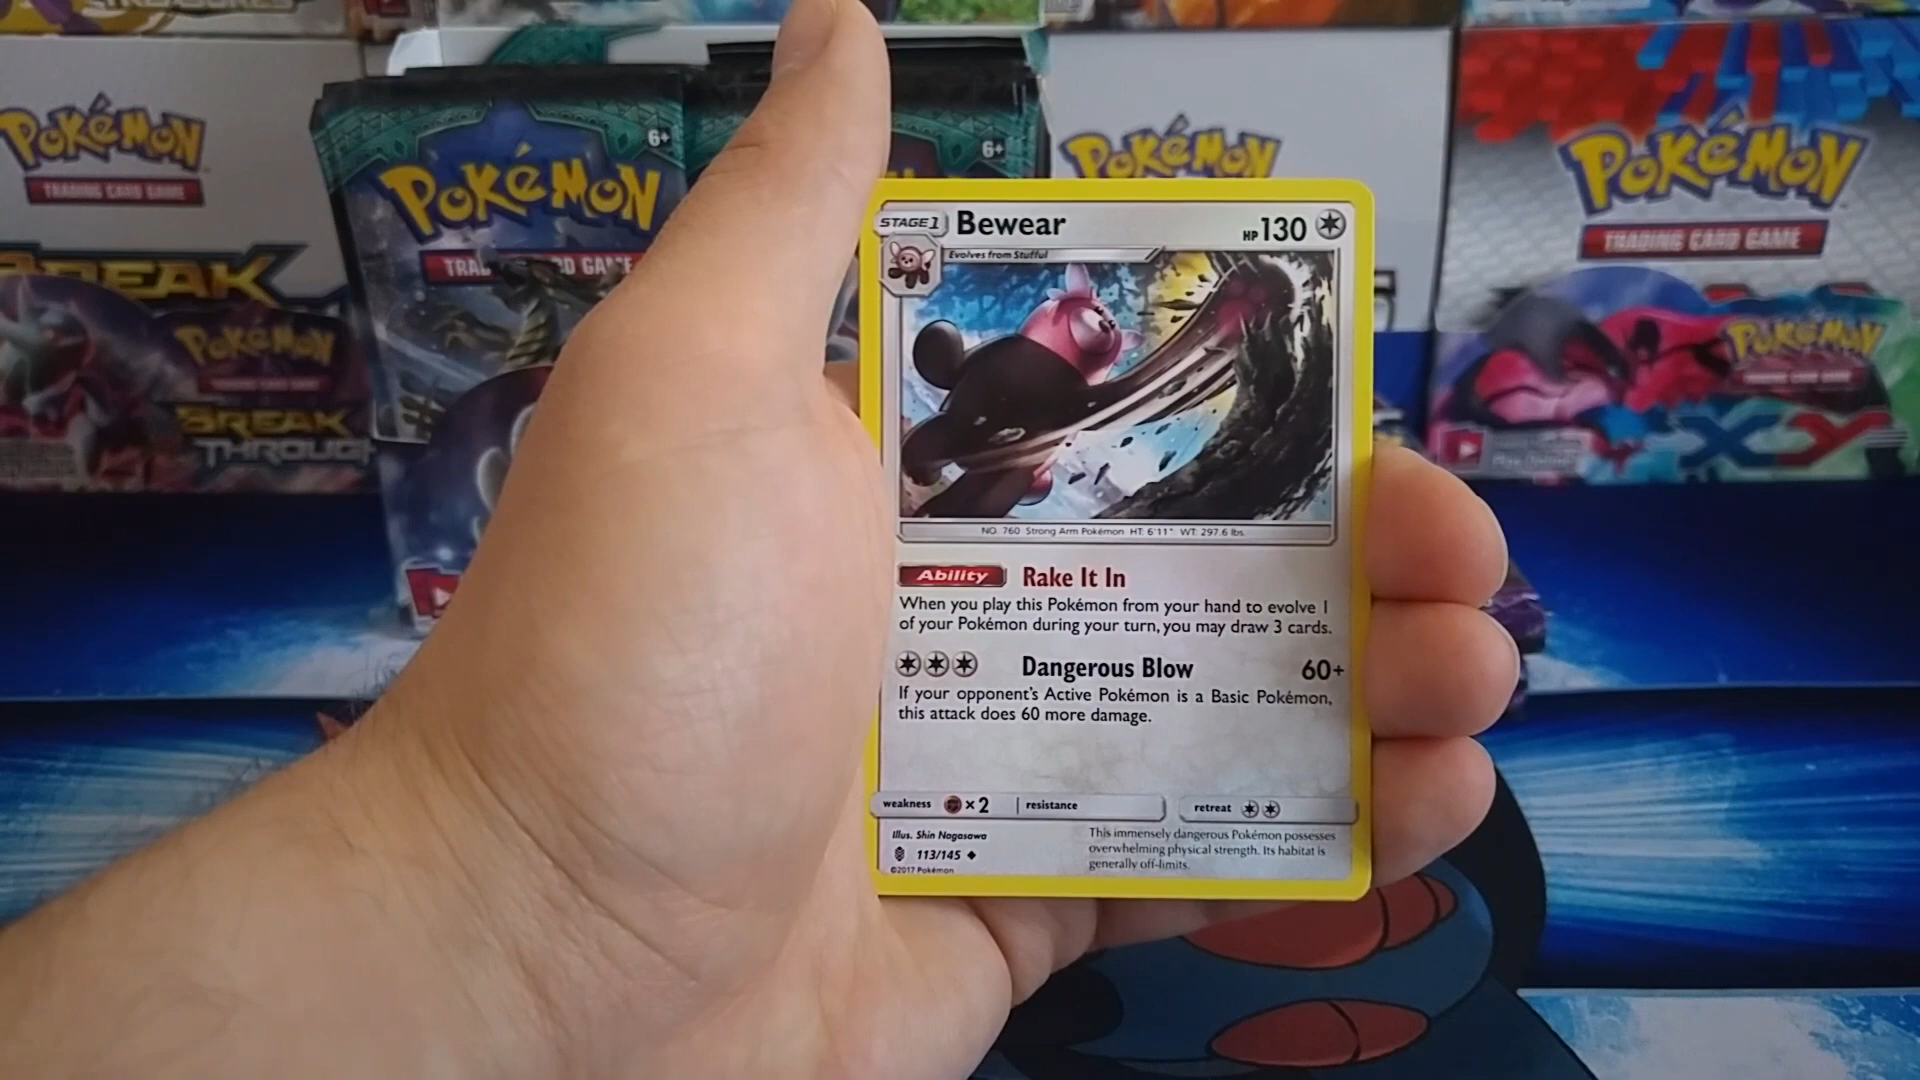 TREASURES
POKéMON
TRADING CARD GAME
BREAK
POKéMON
BREAK
THROUGH
6+
POKéMON
TRAD
RD GAME
6+
POKéMON
POKéMON
TRADING CARD GAME
POKéMON
XY
STAGE 1
Bewear
HP 130
Evolves from Stufful
NO. 760 Strong Arm Pokémon HT: 6'11" WT: 297.6 lbs.
Ability Rake It In
When you play this Pokémon from your hand to evolve 1
of your Pokémon during your turn, you may draw 3 cards.
Dangerous Blow 60+
If your opponent's Active Pokémon is a Basic Pokémon,
this attack does 60 more damage.
weakness ×2 resistance retreat
Illus. Shin Nagasawa
113/145
©2017 Pokémon
This immensely dangerous Pokémon possesses
overwhelming physical strength. Its habitat is
generally off-limits.